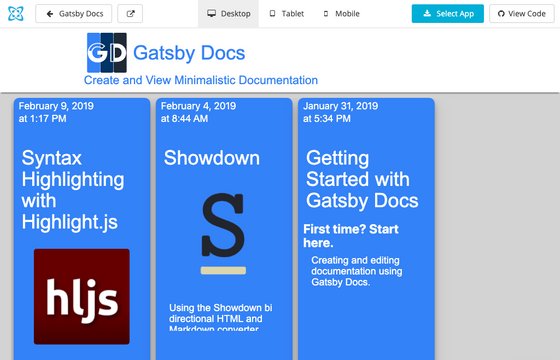 Gatsby Docs
Desktop
Tablet
Mobile
Select App
View Code
GD Gatsby Docs
Create and View Minimalistic Documentation
February 9, 2019
at 1:17 PM
Syntax
Highlighting
with
Highlight.js
hljs
February 4, 2019
at 8:44 AM
Showdown
S
Using the Showdown bi
directional HTML and
Markdown converter
January 31, 2019
at 5:34 PM
Getting
Started with
Gatsby Docs
First time? Start
here.
Creating and editing
documentation using
Gatsby Docs.